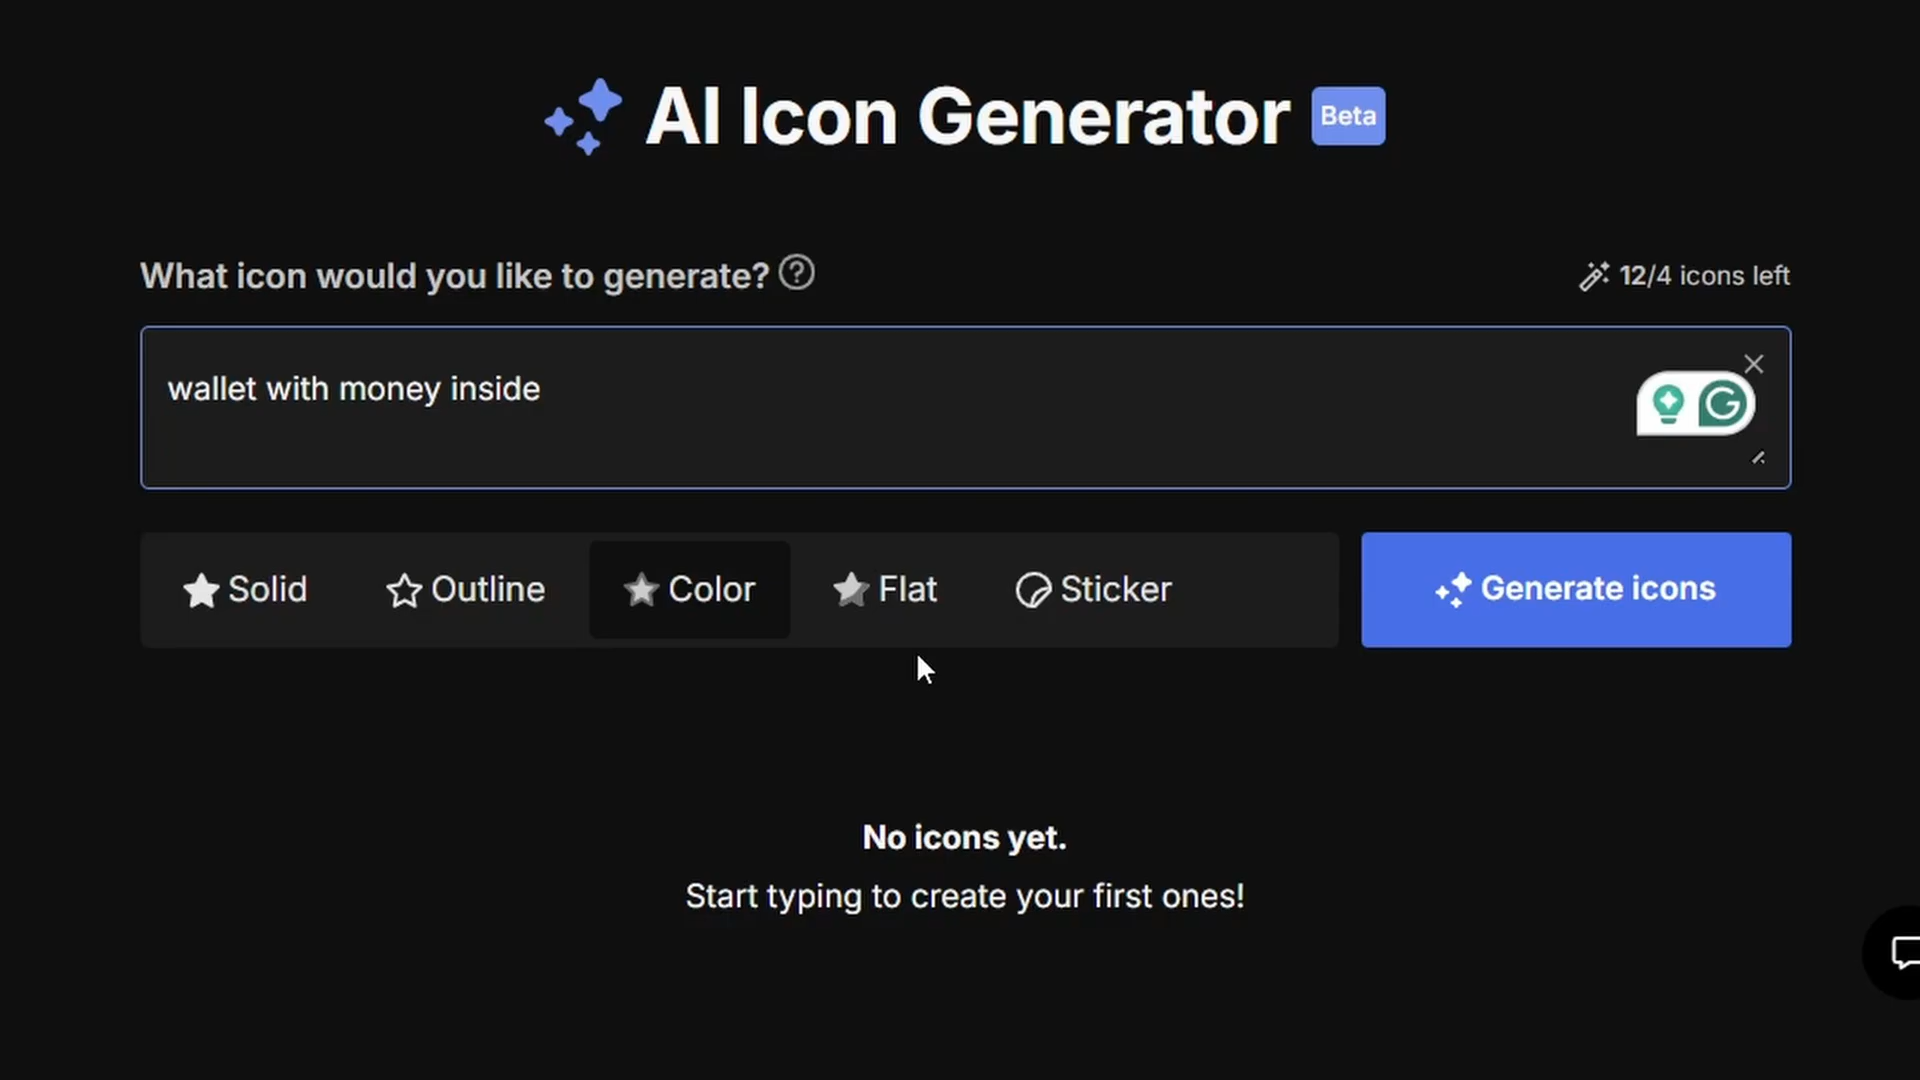 AI Icon Generator Beta
What icon would you like to generate?
12/4 icons left
wallet with money inside
Solid Outline Color Flat Sticker Generate icons
No icons yet.
Start typing to create your first ones!